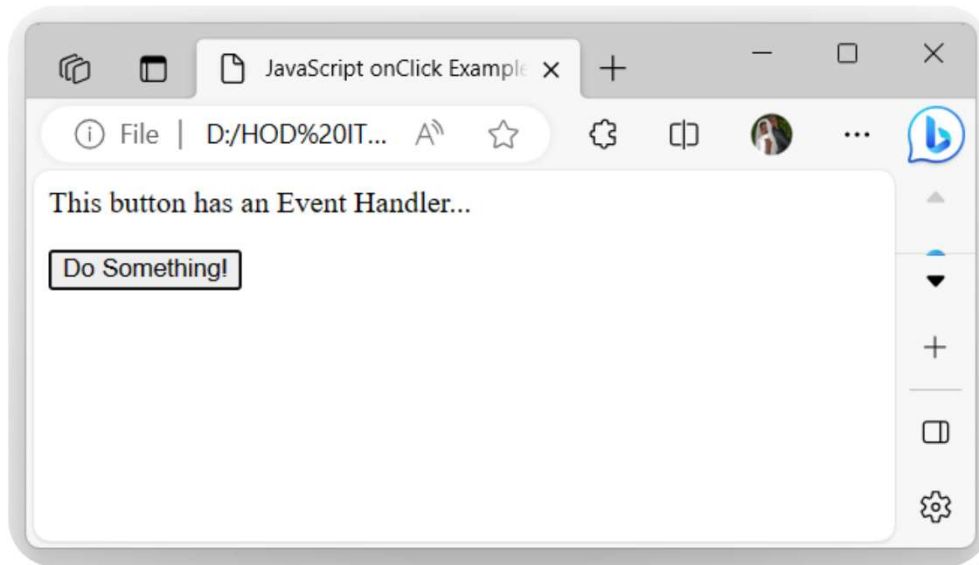 JavaScript onClick Example
File | D:/HOD%20IT...
This button has an Event Handler...
Do Something!